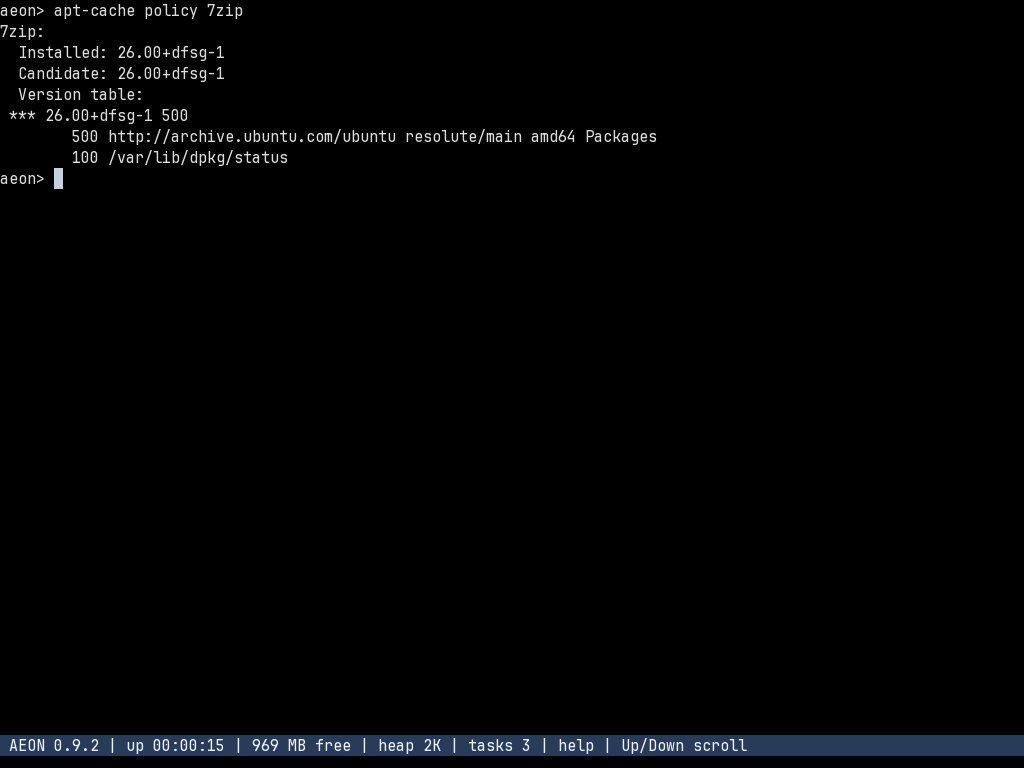 aeon> apt-cache policy 7zip
7zip:
  Installed: 26.00+dfsg-1
  Candidate: 26.00+dfsg-1
  Version table:
 *** 26.00+dfsg-1 500
        500 http://archive.ubuntu.com/ubuntu resolute/main amd64 Packages
        100 /var/lib/dpkg/status
aeon>
AEON 0.9.2 | up 00:00:15 | 969 MB free | heap 2K | tasks 3 | help | Up/Down scroll